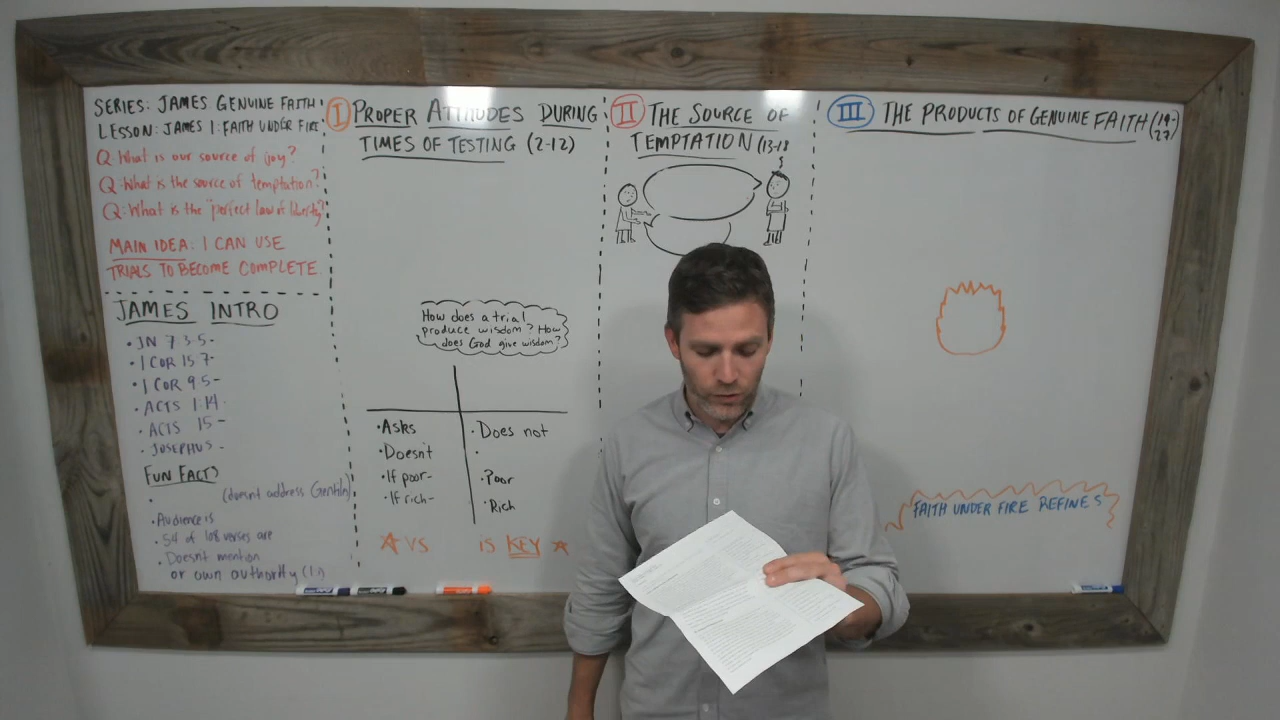 SERIES: JAMES GENUINE FAITH
LESSON: JAMES 1: FAITH UNDER FIRE
Q: What is our source of joy?
Q: What is the source of temptation?
Q: What is the "perfect law of liberty?
MAIN IDEA: I CAN USE
TRIALS TO BECOME COMPLETE
JAMES INTRO
• JN 7 3-5-
• I COR 15 7-
• I COR 9 5-
• ACTS 1:14-
• ACTS 15-
• JOSEPHUS -
FUN FACTS
• (doesnt address Gentiles)
• Audience is
• 54 of 108 verses are
• Doesnt mention
or own authority (1:1)
I PROPER ATTITUDES DURING
TIMES OF TESTING (2-12)
How does a trial
produce wisdom? How
does God give wisdom?
• Asks
• Doesn't
• If poor-
• If rich-
• Does not
•
• Poor
• Rich
VS is KEY
II THE SOURCE OF
TEMPTATION (13-18
III THE PRODUCTS OF GENUINE FAITH (19-
27)
FAITH UNDER FIRE REFINES